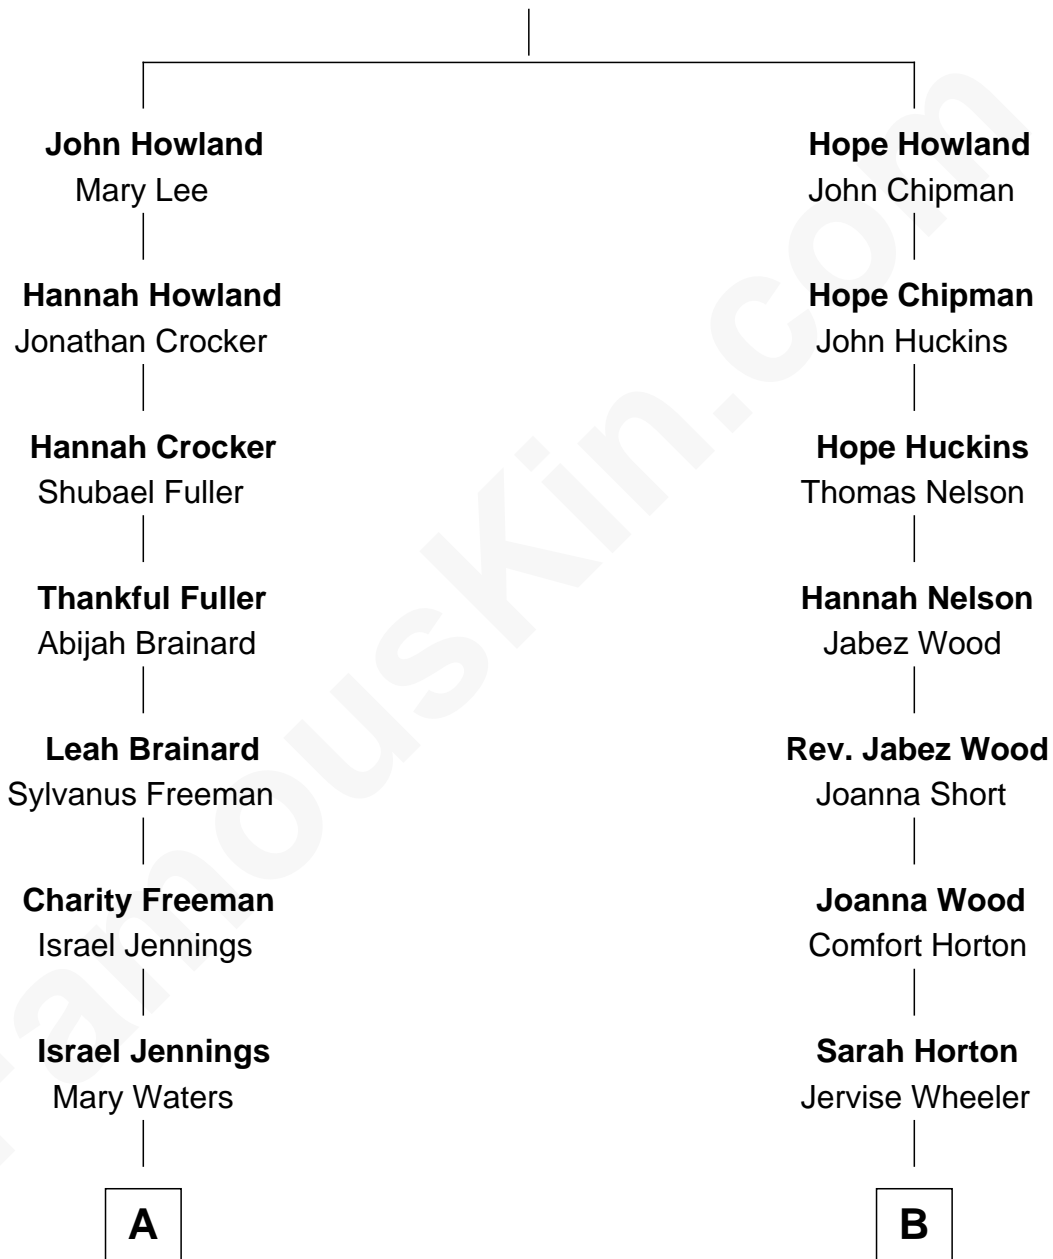 John Howland
Mary Lee
Hannah Howland
Jonathan Crocker
Hannah Crocker
Shubael Fuller
Thankful Fuller
Abijah Brainard
Leah Brainard
Sylvanus Freeman
Charity Freeman
Israel Jennings
Israel Jennings
Mary Waters
A
Hope Howland
John Chipman
Hope Chipman
John Huckins
Hope Huckins
Thomas Nelson
Hannah Nelson
Jabez Wood
Rev. Jabez Wood
Joanna Short
Joanna Wood
Comfort Horton
Sarah Horton
Jervise Wheeler
B
FamousKin.com